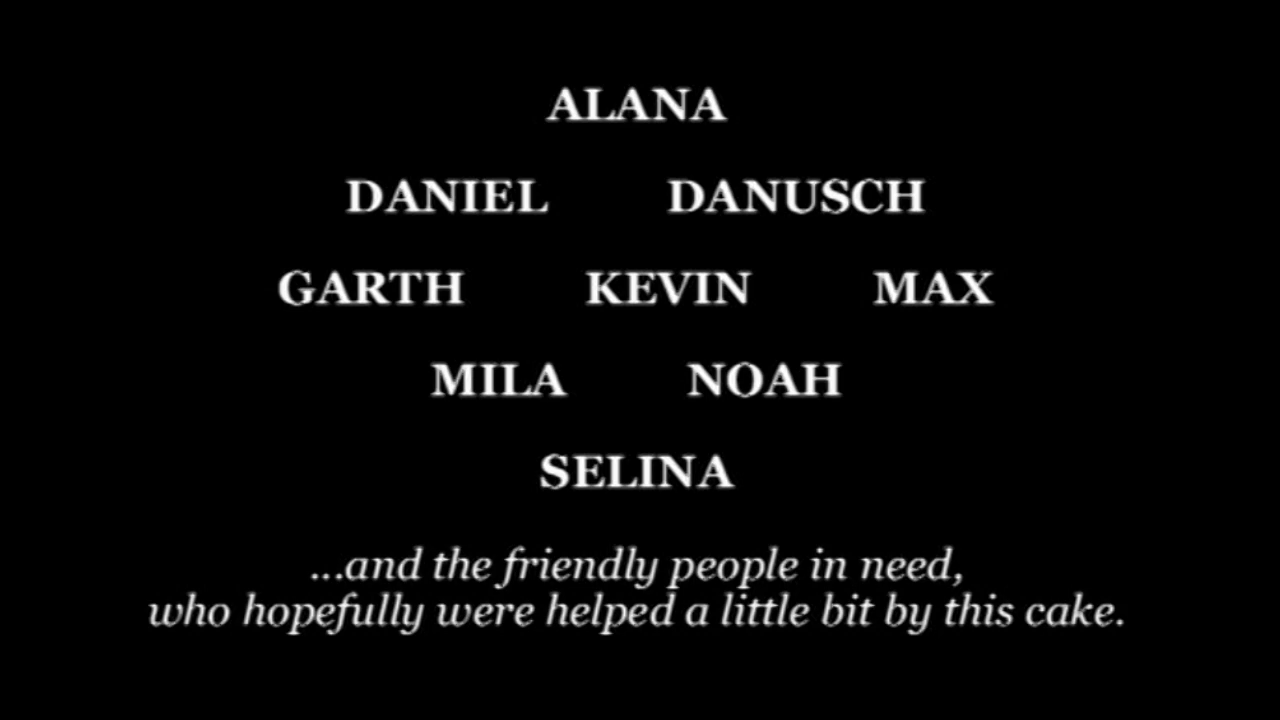 ALANA
DANIEL DANUSCH
GARTH KEVIN MAX
MILA NOAH
SELINA
...and the friendly people in need,
who hopefully were helped a little bit by this cake.